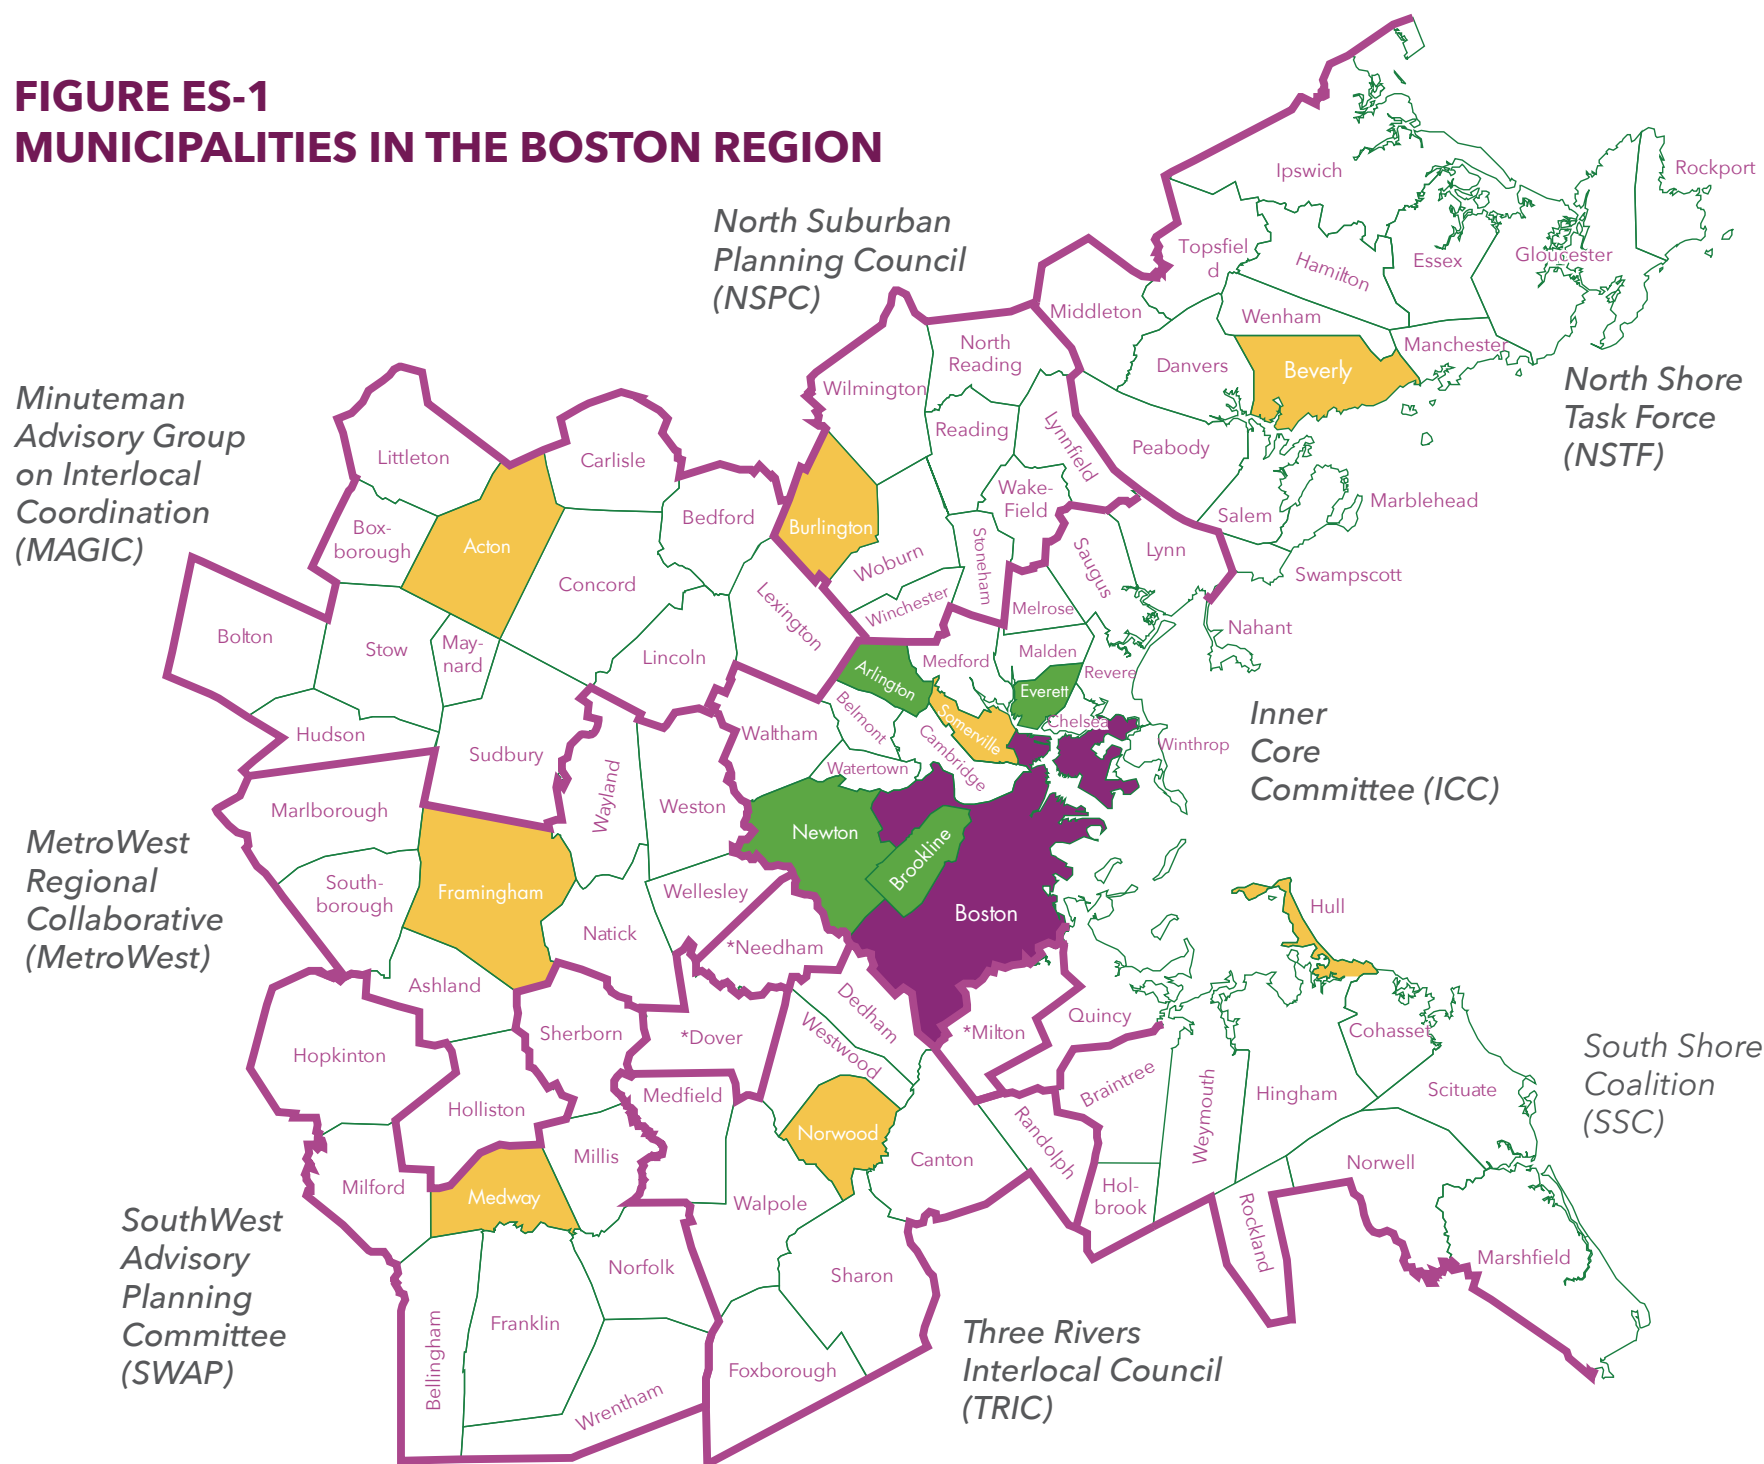 FIGURE ES-1
MUNICIPALITIES IN THE BOSTON REGION
North Suburban
Planning Council
(NSPC)
Minuteman
Advisory Group
on Interlocal
Coordination
(MAGIC)
North Shore
Task Force
(NSTF)
Inner
Core
Committee (ICC)
MetroWest
Regional
Collaborative
(MetroWest)
South Shore
Coalition
(SSC)
SouthWest
Advisory
Planning
Committee
(SWAP)
Three Rivers
Interlocal Council
(TRIC)
Ipswich
Rockport
Topsfiel
d
Hamilton
Essex
Gloucester
Middleton
Wenham
Manchester
Danvers
Beverly
Peabody
Salem
Marblehead
Swampscott
Nahant
North
Reading
Wilmington
Reading
Lynnfield
Wake-
Field
Burlington
Woburn
Stoneham
Winchester
Saugus
Lynn
Melrose
Malden
Medford
Revere
Everett
Chelsea
Winthrop
Arlington
Belmont
Somerville
Cambridge
Waltham
Watertown
Newton
Brookline
Boston
Littleton
Carlisle
Box-
borough
Acton
Bedford
Concord
Lexington
Lincoln
Bolton
Stow
May-
nard
Hudson
Sudbury
Marlborough
Wayland
Weston
South-
borough
Framingham
Wellesley
Natick
Ashland
*Needham
Hopkinton
Sherborn
*Dover
Dedham
Westwood
*Milton
Quincy
Hull
Cohasset
Scituate
Hingham
Weymouth
Braintree
Holliston
Medfield
Norwood
Randolph
Canton
Millis
Milford
Medway
Walpole
Hol-
brook
Norwell
Rockland
Marshfield
Norfolk
Sharon
Franklin
Bellingham
Foxborough
Wrentham